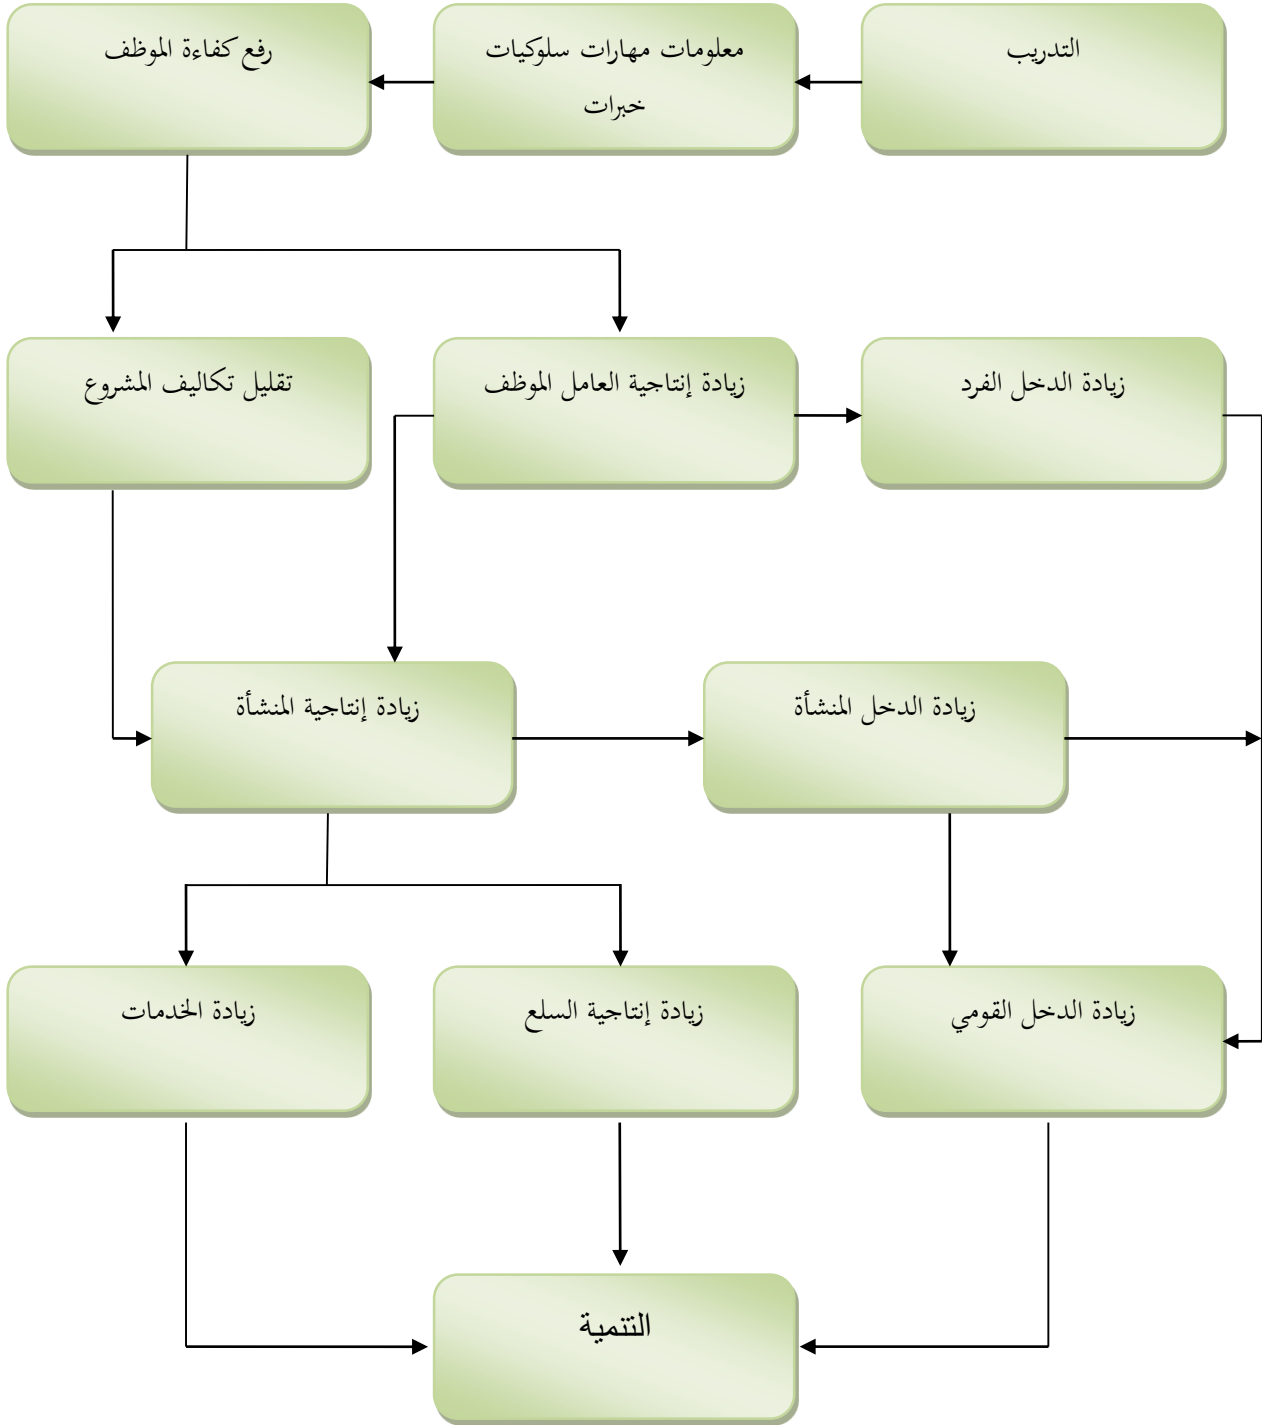 التدريب
معلومات مهارات سلوكيات
خبرات
رفع كفاءة الموظف
زيادة الدخل الفرد
زيادة إنتاجية العامل الموظف
تقليل تكاليف المشروع
زيادة الدخل المنشأة
زيادة إنتاجية المنشأة
زيادة الدخل القومي
زيادة إنتاجية السلع
زيادة الخدمات
التنمية